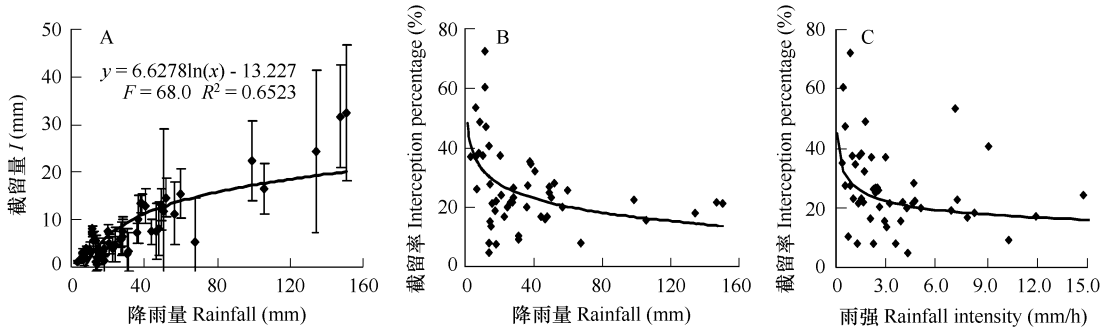 A
y = 6.6278ln(x) - 13.227
F = 68.0 R² = 0.6523
50
40
30
20
10
0
0
40
80
120
160
截留量 I (mm)
降雨量 Rainfall (mm)
B
80
60
40
20
0
0
40
80
120
160
截留率 Interception percentage (%)
降雨量 Rainfall (mm)
C
80
60
40
20
0
0
3.0
6.0
9.0
12.0
15.0
截留率 Interception percentage (%)
雨强 Rainfall intensity (mm/h)